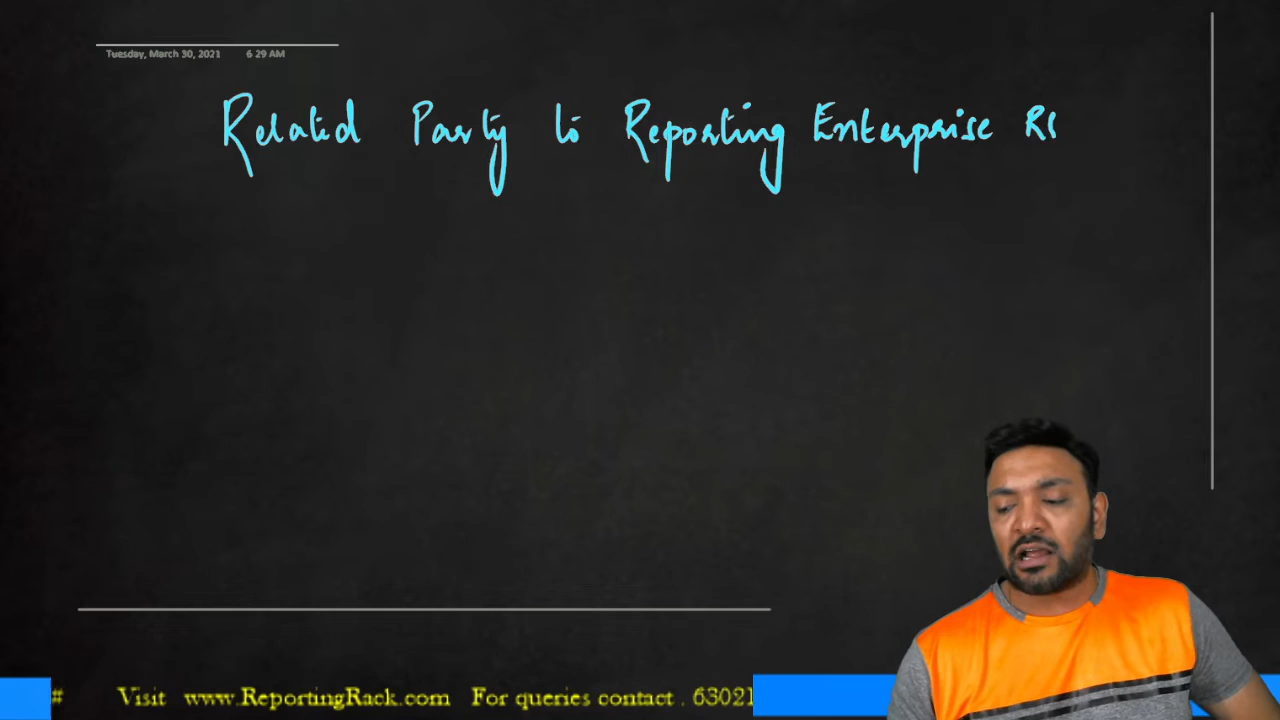 Tuesday, March 30, 2021 6 29 AM
Related Party to Reporting Enterprise
# Visit www.ReportingRack.com For queries contact . 63021